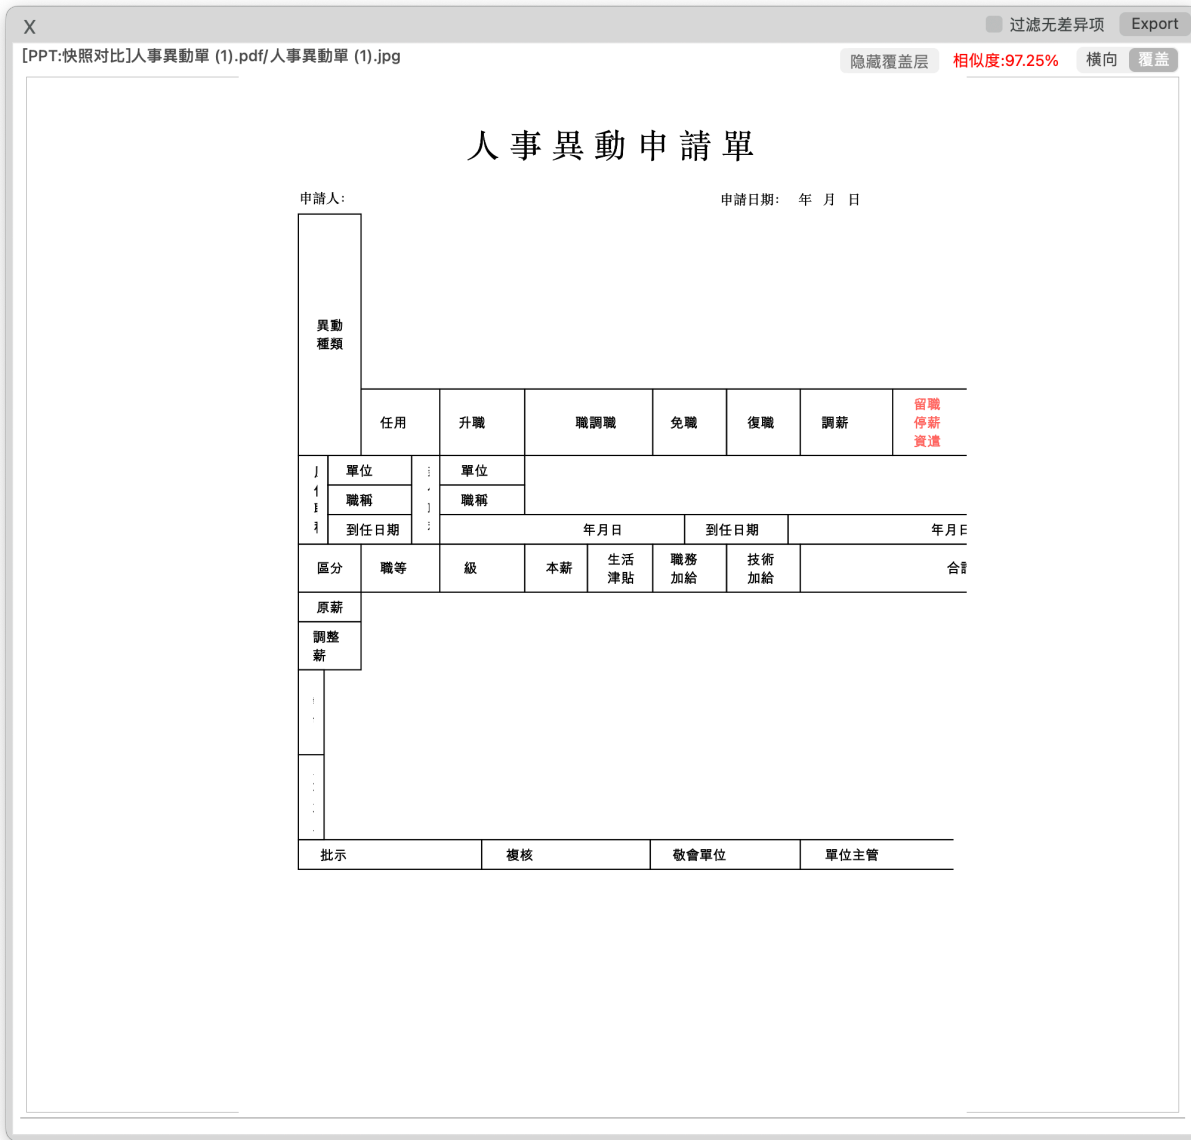 X
过滤无差异项
Export
[PPT:快照对比]人事異動單 (1).pdf/人事異動單 (1).jpg
隐藏覆盖层
相似度:97.25%
横向
覆盖
人事異動申請單
申請人:
申請日期: 年 月 日
異動
種類
任用
升職
職調職
免職
復職
調薪
留職
停薪
資遣
單位
單位
職稱
職稱
到任日期
年月日
到任日期
年月日
區分
職等
級
本薪
生活
津貼
職務
加給
技術
加給
合
原薪
調整
薪
批示
複核
敬會單位
單位主管